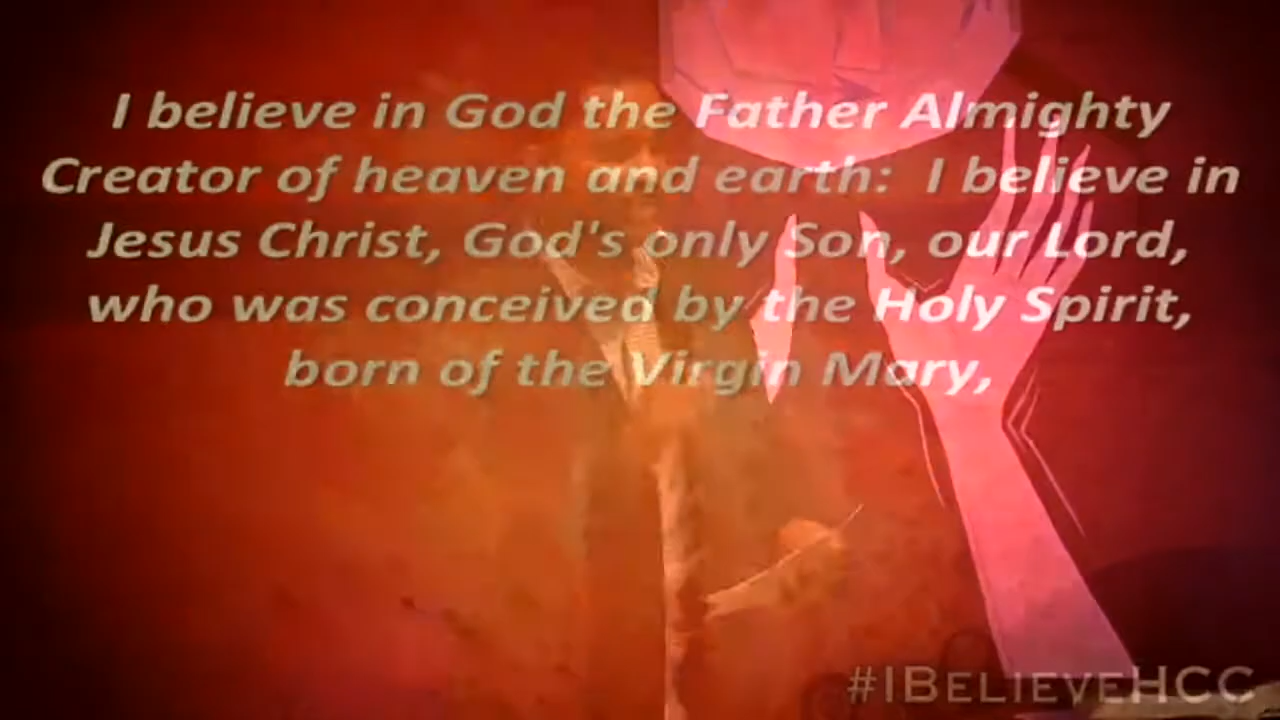 I believe in God the Father Almighty
Creator of heaven and earth: I believe in
Jesus Christ, God's only Son, our Lord,
who was conceived by the Holy Spirit,
born of the Virgin Mary,
#IBELIEVEHCC